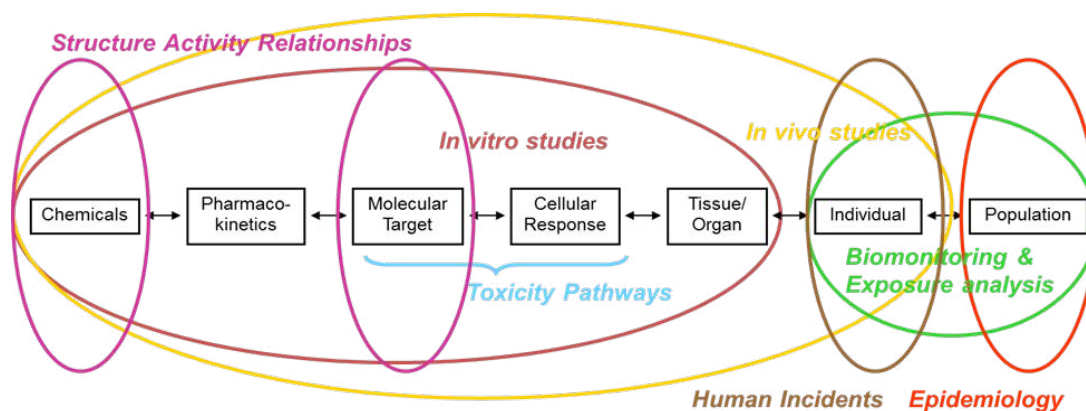 Structure Activity Relationships
In vitro studies
In vivo studies
Chemicals
Pharmaco-
kinetics
Molecular
Target
Cellular
Response
Tissue/
Organ
Individual
Population
Biomonitoring &
Exposure analysis
Toxicity Pathways
Human Incidents
Epidemiology